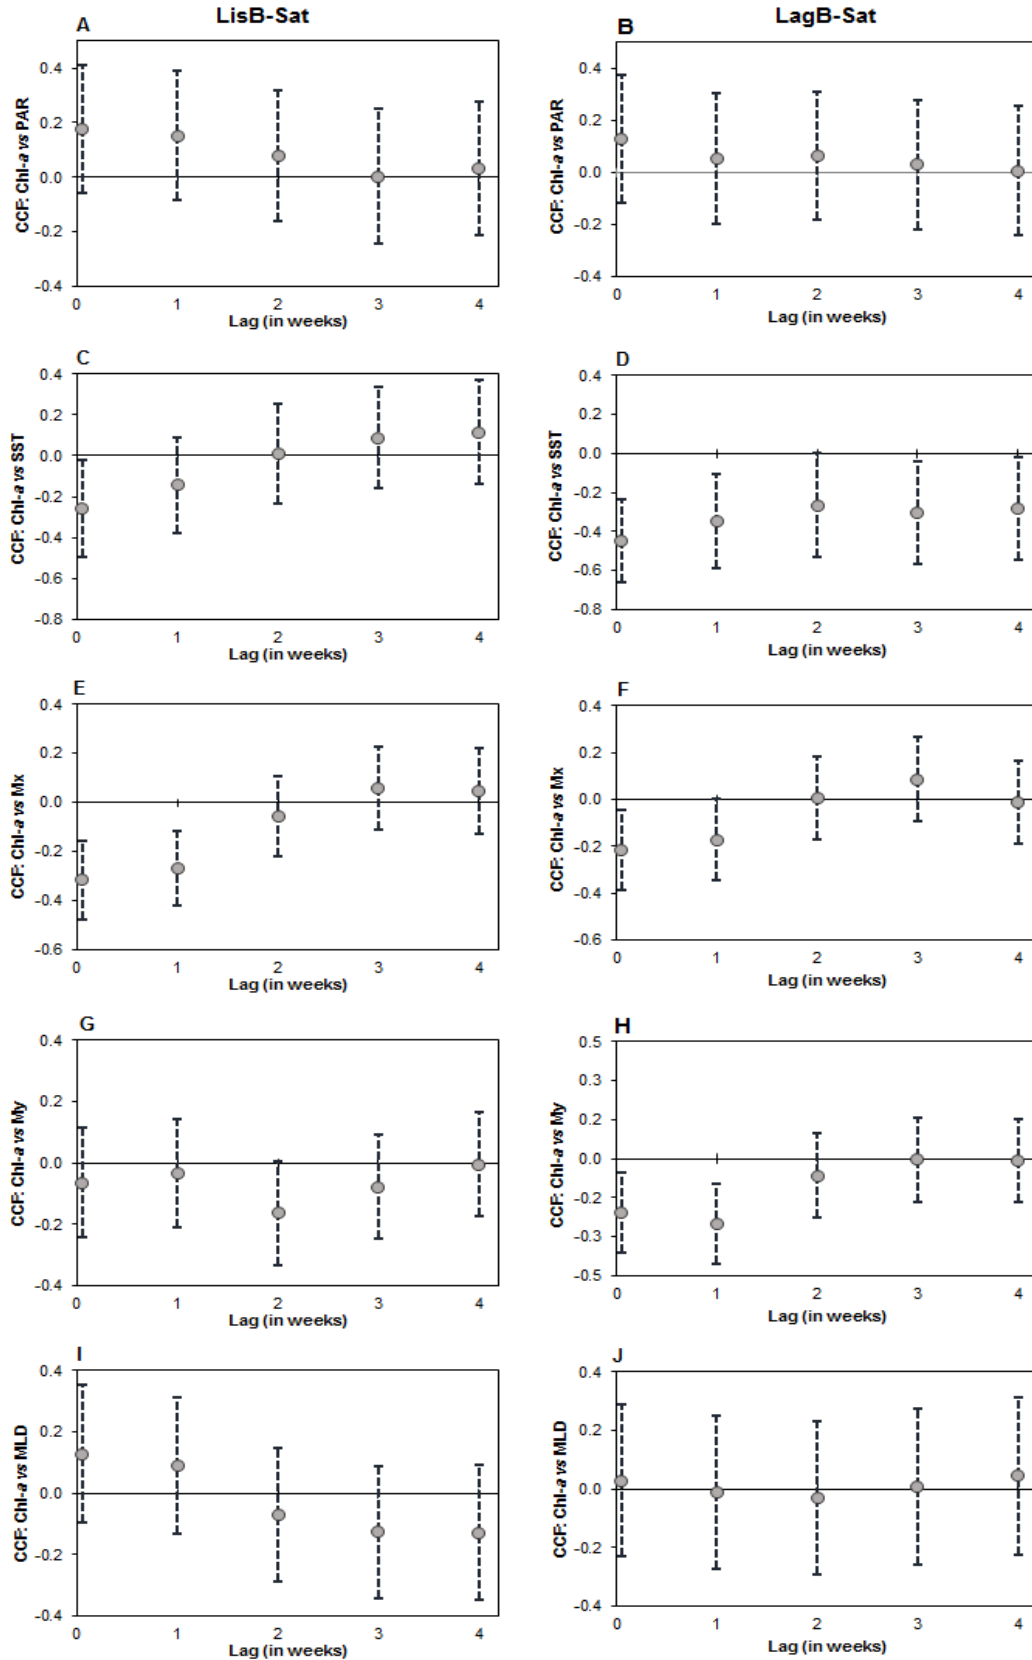 LisB-Sat
LagB-Sat
A
CCF: Chl-a vs PAR
0.4
0.2
0.0
-0.2
-0.4
0 1 2 3 4
Lag (in weeks)
B
CCF: Chl-a vs PAR
0.4
0.2
0.0
-0.2
-0.4
0 1 2 3 4
Lag (in weeks)
C
CCF: Chl-a vs SST
0.4
0.2
0.0
-0.2
-0.4
-0.6
-0.8
0 1 2 3 4
Lag (in weeks)
D
CCF: Chl-a vs SST
0.4
0.2
0.0
-0.2
-0.4
-0.6
-0.8
0 1 2 3 4
Lag (in weeks)
E
CCF: Chl-a vs Mx
0.4
0.2
0.0
-0.2
-0.4
-0.6
0 1 2 3 4
Lag (in weeks)
F
CCF: Chl-a vs Mx
0.4
0.2
0.0
-0.2
-0.4
-0.6
0 1 2 3 4
Lag (in weeks)
G
CCF: Chl-a vs My
0.4
0.2
0.0
-0.2
-0.4
0 1 2 3 4
Lag (in weeks)
H
CCF: Chl-a vs My
0.5
0.3
0.2
0.0
-0.2
-0.3
-0.5
0 1 2 3 4
Lag (in weeks)
I
CCF: Chl-a vs MLD
0.4
0.2
0.0
-0.2
-0.4
0 1 2 3 4
Lag (in weeks)
J
CCF: Chl-a vs MLD
0.4
0.2
0.0
-0.2
-0.4
0 1 2 3 4
Lag (in weeks)